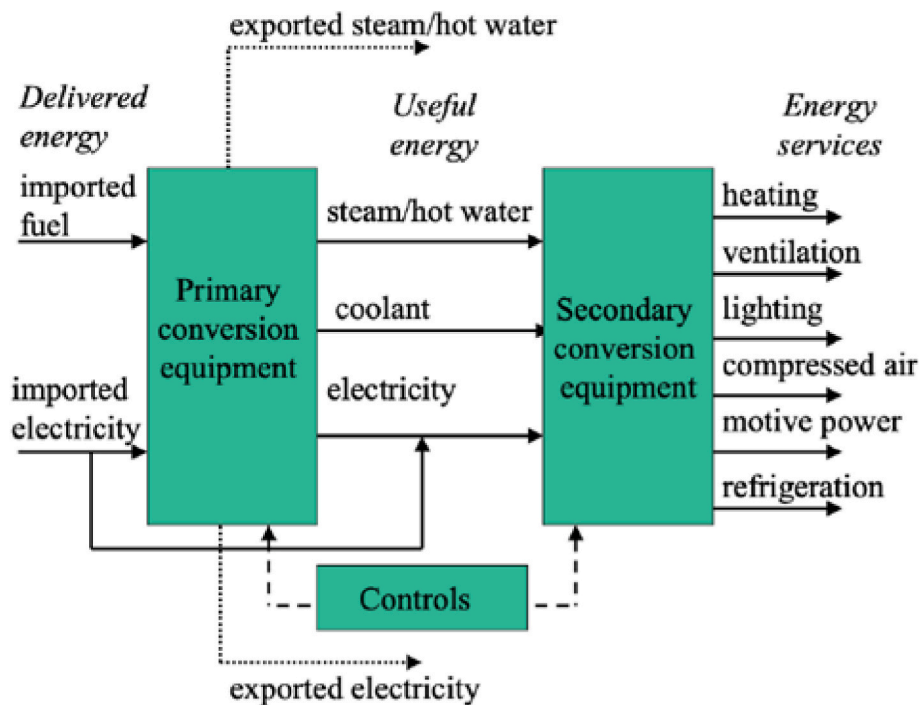 exported steam/hot water
Delivered
energy
Useful
energy
Energy
services
imported
fuel
steam/hot water
heating
ventilation
Primary
conversion
equipment
coolant
Secondary
conversion
equipment
lighting
compressed air
imported
electricity
electricity
motive power
refrigeration
Controls
exported electricity